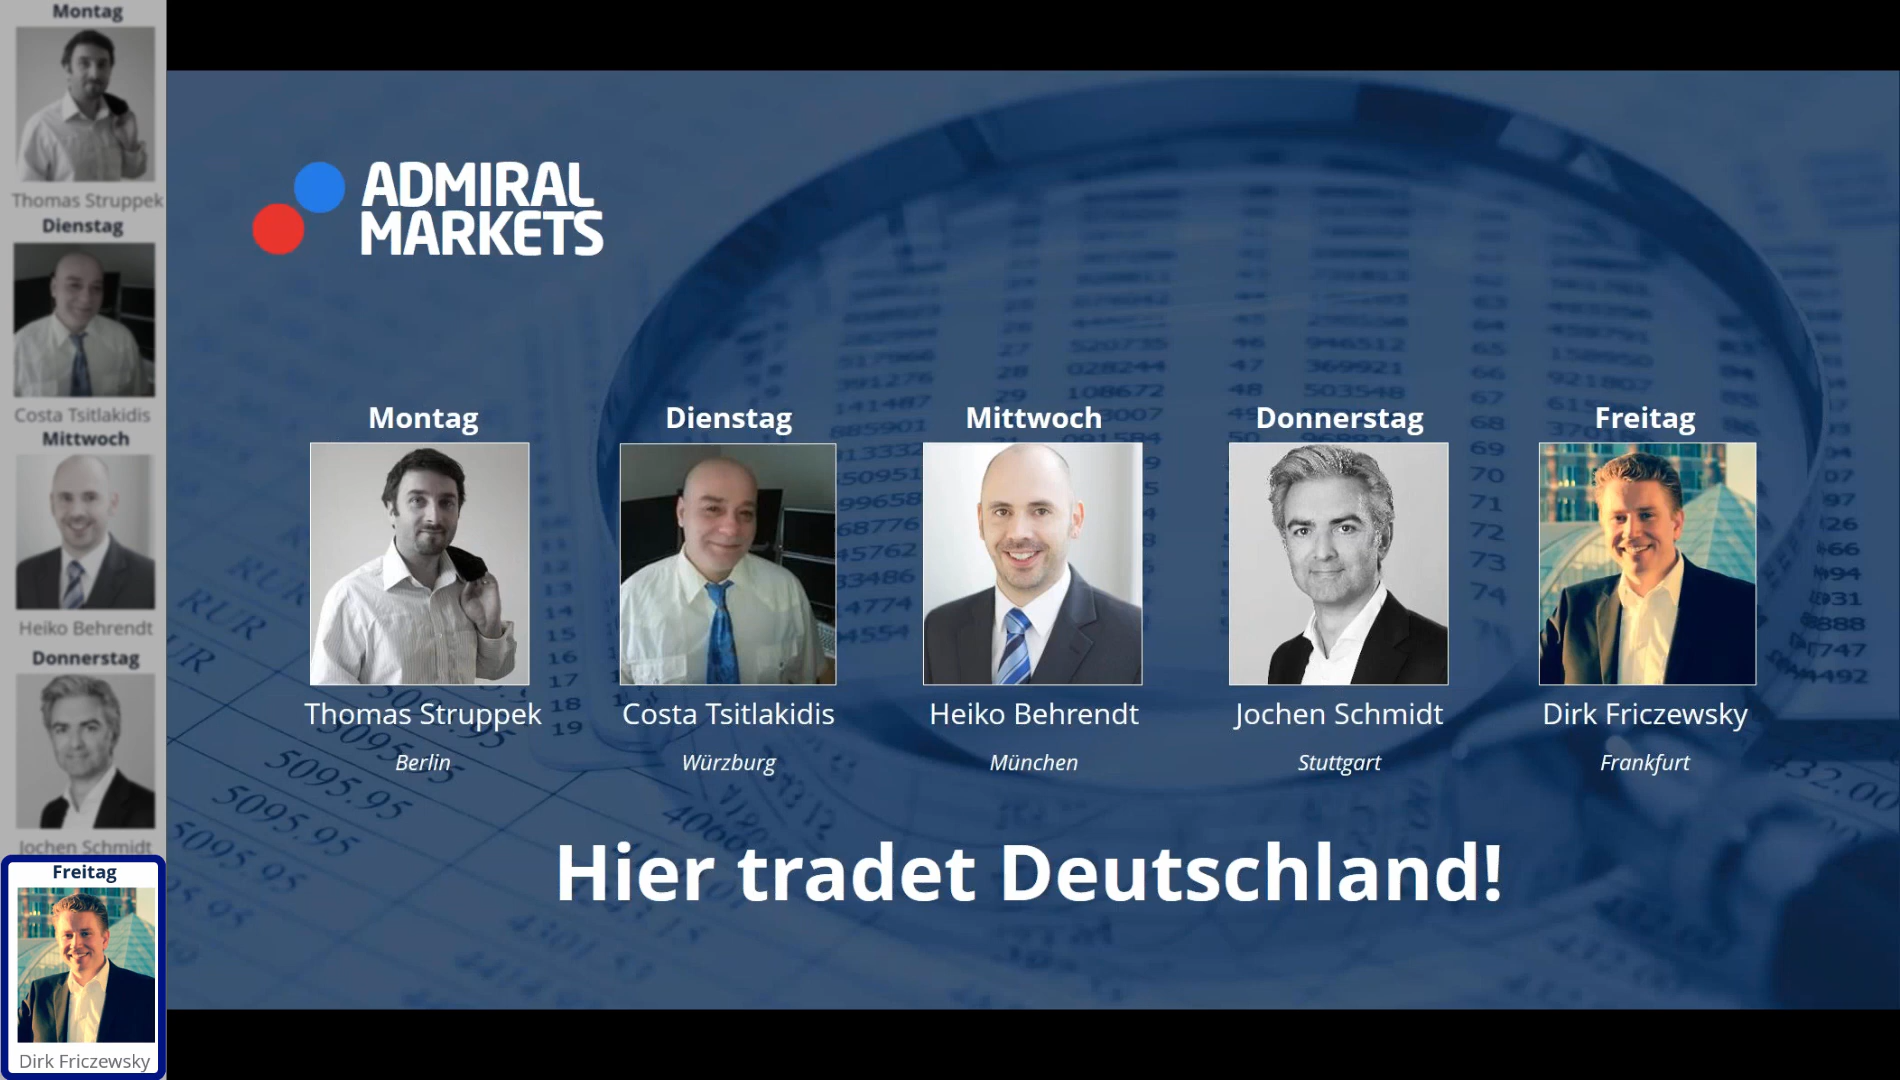 Montag
Thomas Struppek
Dienstag
Costa Tsitlakidis
Mittwoch
Heiko Behrendt
Donnerstag
Jochen Schmidt
Freitag
Dirk Friczewsky
ADMIRAL
MARKETS
Montag
Dienstag
Mittwoch
Donnerstag
Freitag
Thomas Struppek
Costa Tsitlakidis
Heiko Behrendt
Jochen Schmidt
Dirk Friczewsky
Berlin
Würzburg
München
Stuttgart
Frankfurt
Hier tradet Deutschland!